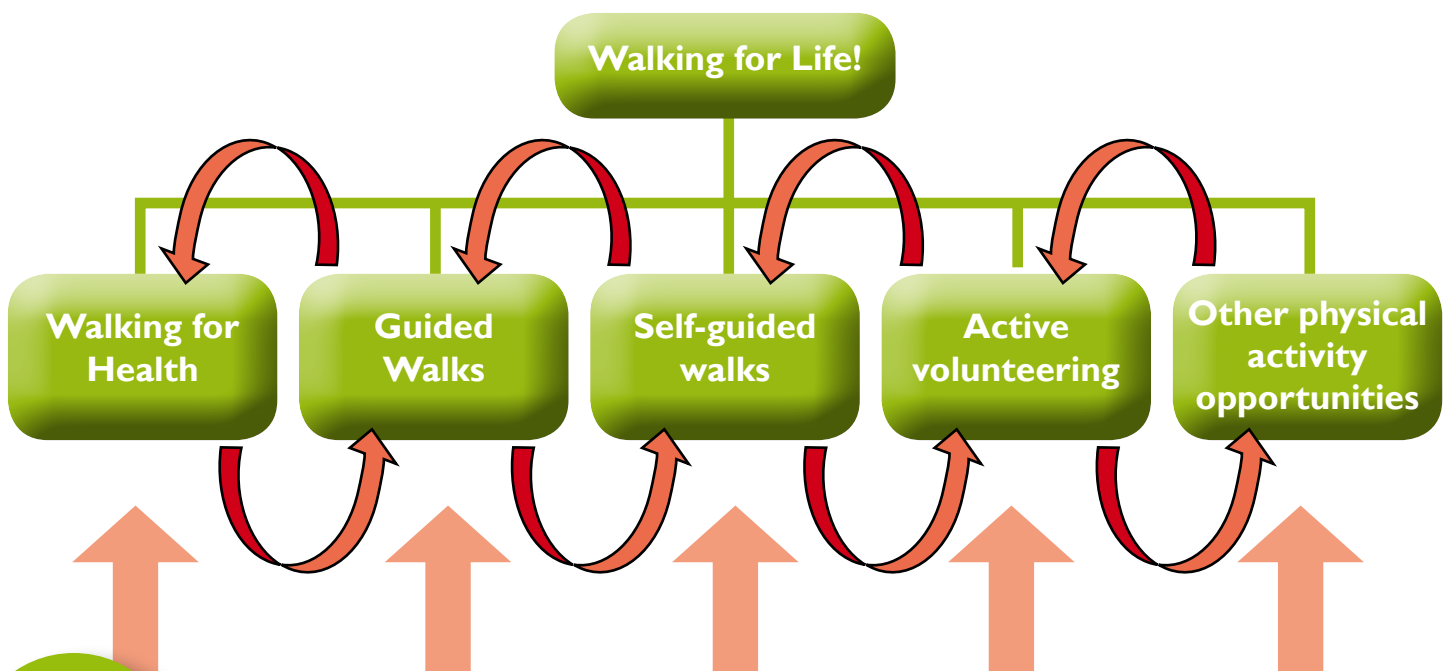 Walking for Life!
Walking for
Health
Guided
Walks
Self-guided
walks
Active
volunteering
Other physical
activity
opportunities